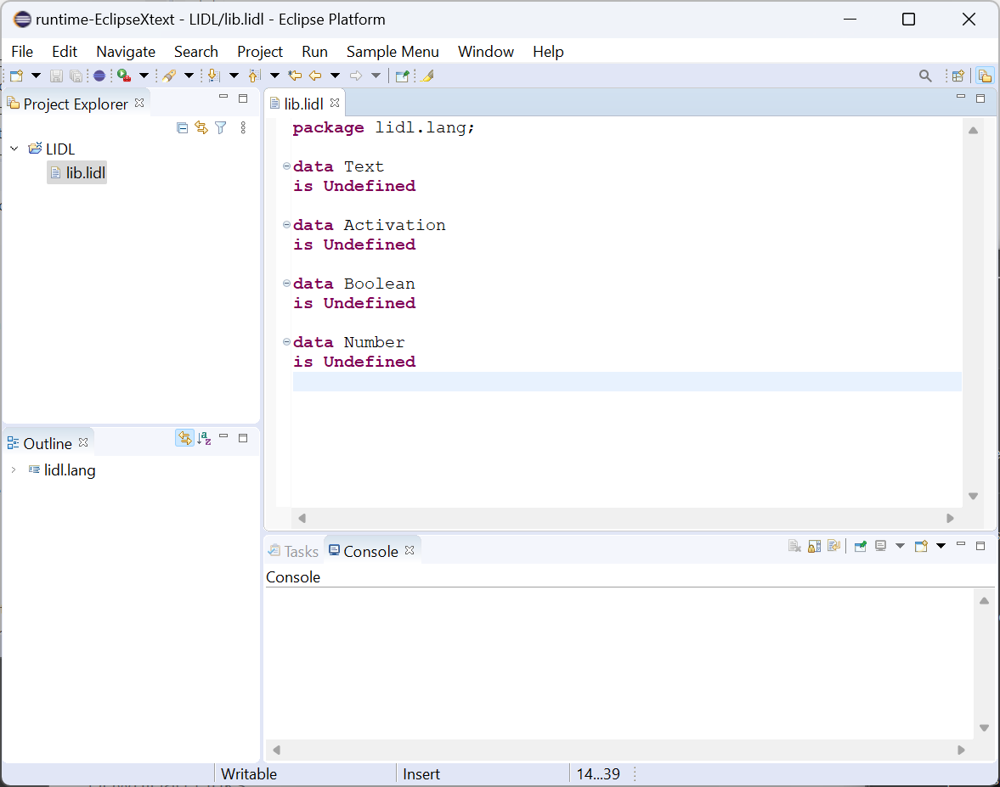 runtime-EclipseXtext - LIDL/lib.lidl - Eclipse Platform
File Edit Navigate Search Project Run Sample Menu Window Help
Project Explorer
LIDL
lib.lidl
lib.lidl
package lidl.lang;
data Text
is Undefined
data Activation
is Undefined
data Boolean
is Undefined
data Number
is Undefined
Outline
lidl.lang
Tasks Console
Console
Writable Insert 14...39